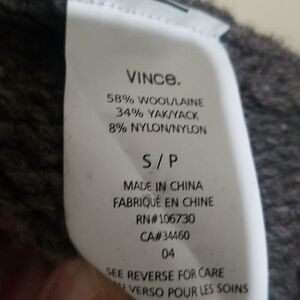 VINCE.
58% WOOL/LAINE
34% YAK/YACK
8% NYLON/NYLON
S / P
MADE IN CHINA
FABRIQUÉ EN CHINE
RN#106730
CA#34460
04
SEE REVERSE FOR CARE
AU VERSO POUR LES SOINS